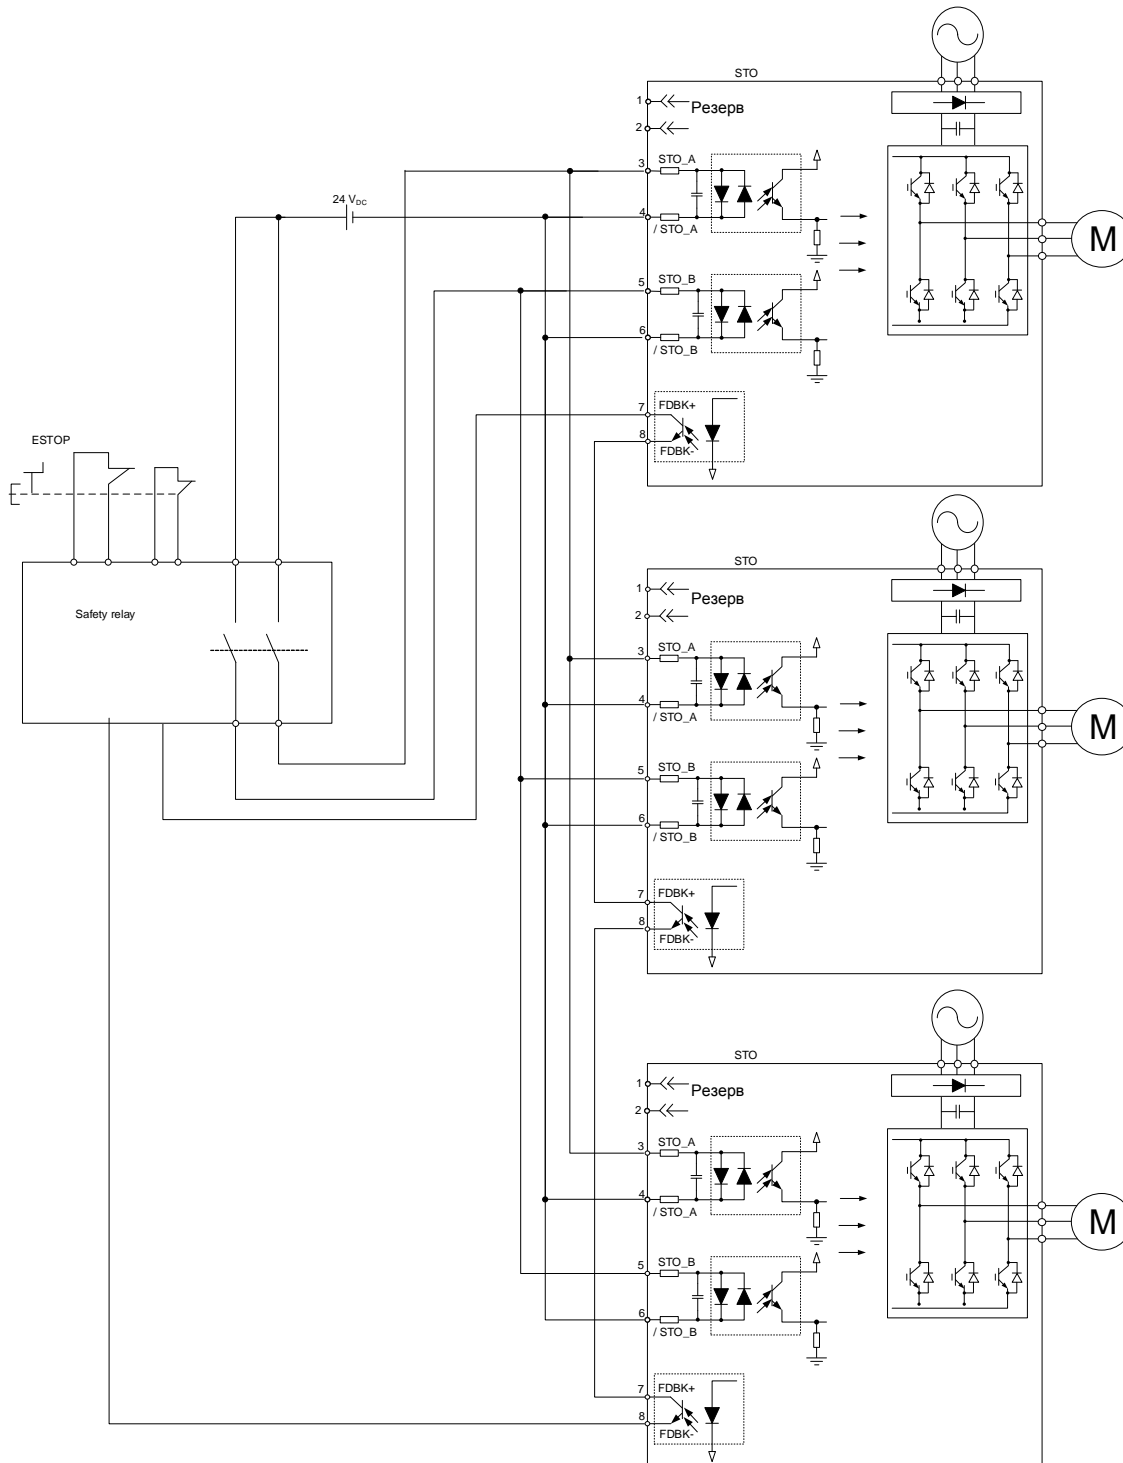 STO
1
Резерв
2
3
STO_A
4
/ STO_A
5
STO_B
6
/ STO_B
7
FDBK+
8
FDBK-
M
24 VDC
ESTOP
Safety relay
STO
1
Резерв
2
3
STO_A
4
/ STO_A
5
STO_B
6
/ STO_B
7
FDBK+
8
FDBK-
M
STO
1
Резерв
2
3
STO_A
4
/ STO_A
5
STO_B
6
/ STO_B
7
FDBK+
8
FDBK-
M